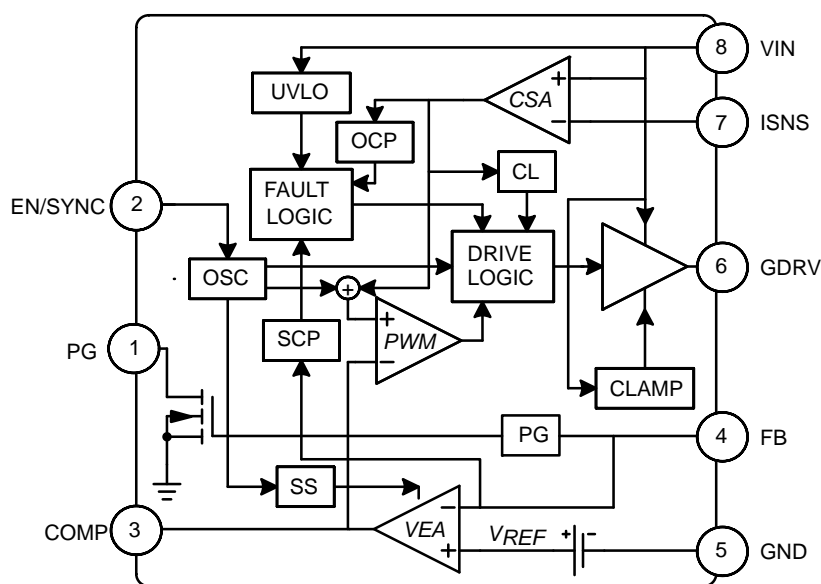 8 VIN
UVLO
CSA
+
−
OCP
7 ISNS
CL
EN/SYNC 2
FAULT
LOGIC
DRIVE
LOGIC
6 GDRV
OSC
+
+
PWM
−
SCP
PG 1
CLAMP
PG
4 FB
SS
COMP 3
−
VEA
+
VREF
+ -
5 GND